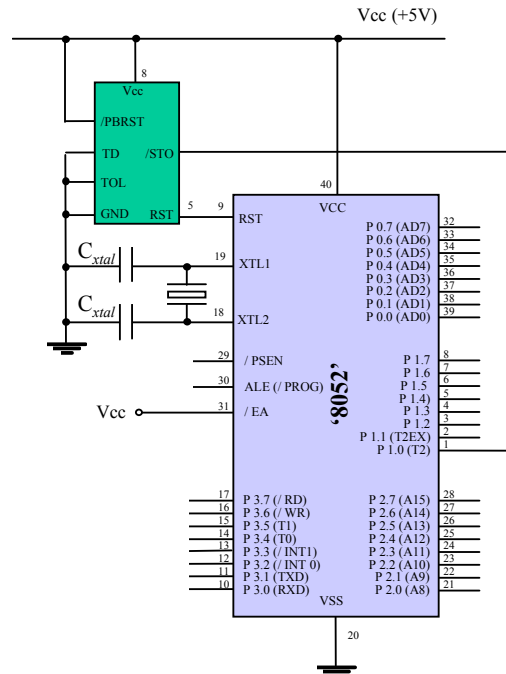 Vcc (+5V)
8
Vcc
/PBRST
TD
/STO
TOL
GND
RST
5
9
40
RST
VCC
Cxtal
19
XTL1
Cxtal
18
XTL2
29
/ PSEN
30
ALE (/ PROG)
Vcc
31
/ EA
'8052'
P 0.7 (AD7) 32
P 0.6 (AD6) 33
P 0.5 (AD5) 34
P 0.4 (AD4) 35
P 0.3 (AD3) 36
P 0.2 (AD2) 37
P 0.1 (AD1) 38
P 0.0 (AD0) 39
P 1.7 8
P 1.6 7
P 1.5 6
P 1.4) 5
P 1.3 4
P 1.2 3
P 1.1 (T2EX) 2
P 1.0 (T2) 1
17 P 3.7 (/ RD)
16 P 3.6 (/ WR)
15 P 3.5 (T1)
14 P 3.4 (T0)
13 P 3.3 (/ INT1)
12 P 3.2 (/ INT 0)
11 P 3.1 (TXD)
10 P 3.0 (RXD)
P 2.7 (A15) 28
P 2.6 (A14) 27
P 2.5 (A13) 26
P 2.4 (A12) 25
P 2.3 (A11) 24
P 2.2 (A10) 23
P 2.1 (A9) 22
P 2.0 (A8) 21
VSS
20